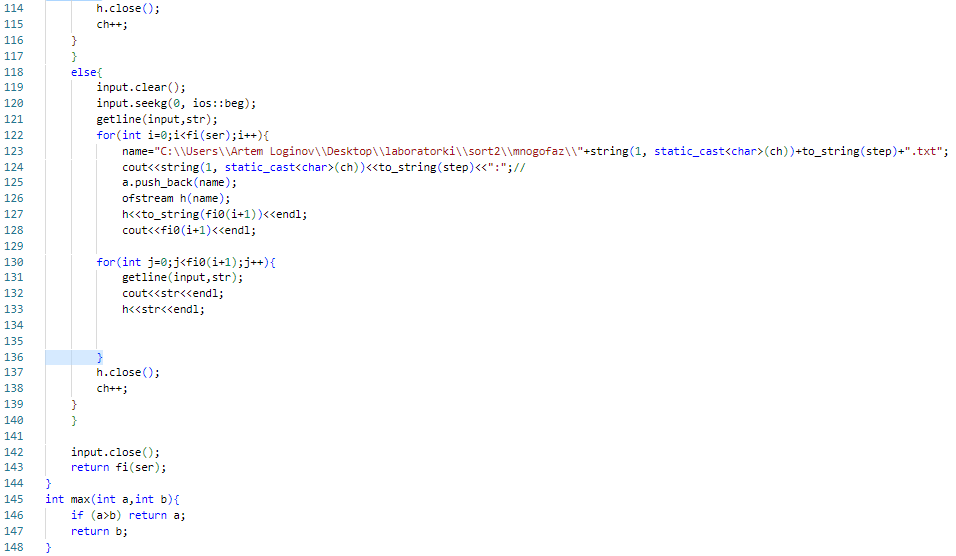 114 h.close();
115 ch++;
116 }
117 }
118 else{
119 input.clear();
120 input.seekg(0, ios::beg);
121 getline(input,str);
122 for(int i=0;i<fi(ser);i++){
123 name="C:\\Users\\Artem Loginov\\Desktop\\laboratorki\\sort2\\mnogofaz\\"+string(1, static_cast<char>(ch))+to_string(step)+".txt";
124 cout<<string(1, static_cast<char>(ch))<<to_string(step)<<":";//
125 a.push_back(name);
126 ofstream h(name);
127 h<<to_string(fi0(i+1))<<endl;
128 cout<<fi0(i+1)<<endl;
129
130 for(int j=0;j<fi0(i+1);j++){
131 getline(input,str);
132 cout<<str<<endl;
133 h<<str<<endl;
134
135
136 }
137 h.close();
138 ch++;
139 }
140 }
141
142 input.close();
143 return fi(ser);
144 }
145 int max(int a,int b){
146 if (a>b) return a;
147 return b;
148 }